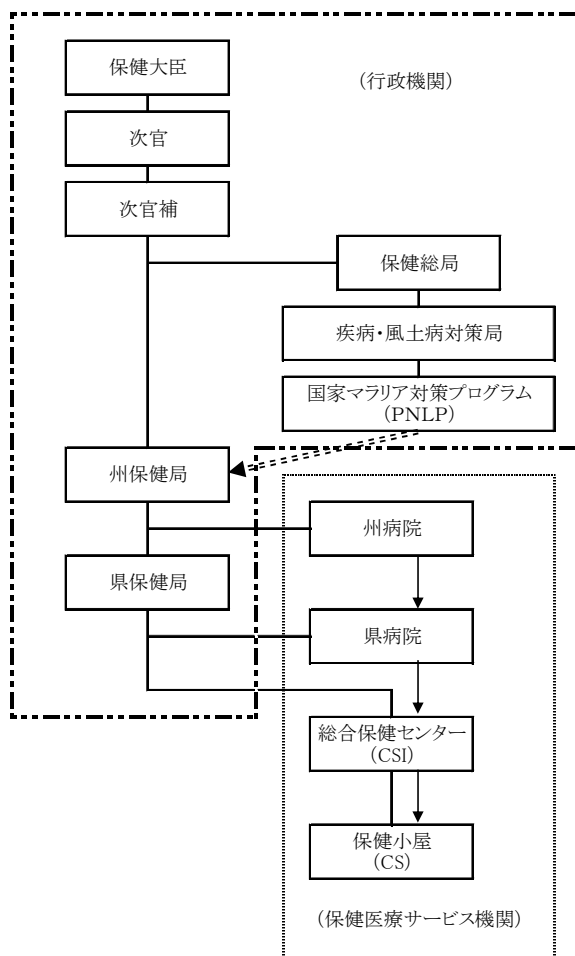 保健大臣
(行政機関)
次官
次官補
保健総局
疾病・風土病対策局
国家マラリア対策プログラム
(PNLP)
州保健局
州病院
県保健局
県病院
総合保健センター
(CSI)
保健小屋
(CS)
(保健医療サービス機関)